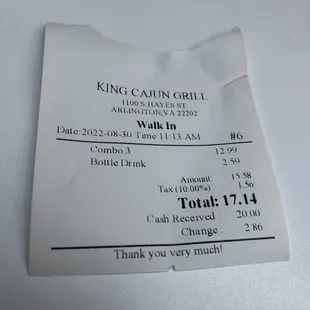 KING CAJUN GRILL
1100 S HAYES ST
ARLINGTON,VA 22202
Walk In
Date:2022-08-30 Time:11:13 AM #6
Combo 3 12.99
Bottle Drink 2.59
Amount: 15.58
Tax (10.00%): 1.56
Total: 17.14
Cash Received: 20.00
Change: 2.86
Thank you very much!